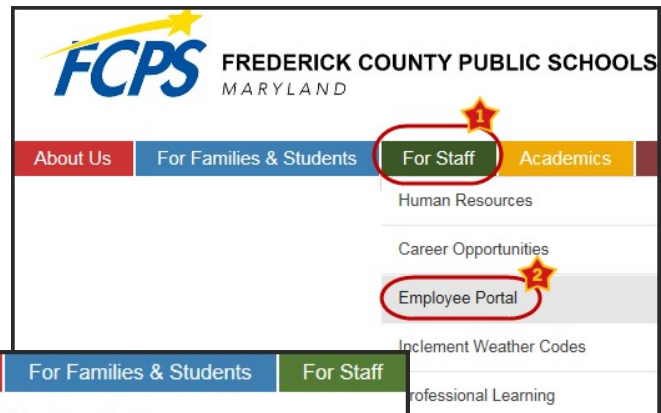 FCPS
FREDERICK COUNTY PUBLIC SCHOOLS
MARYLAND
1
About Us For Families & Students For Staff Academics
Human Resources
Career Opportunities
2
Employee Portal
Inclement Weather Codes
For Families & Students For Staff
rofessional Learning